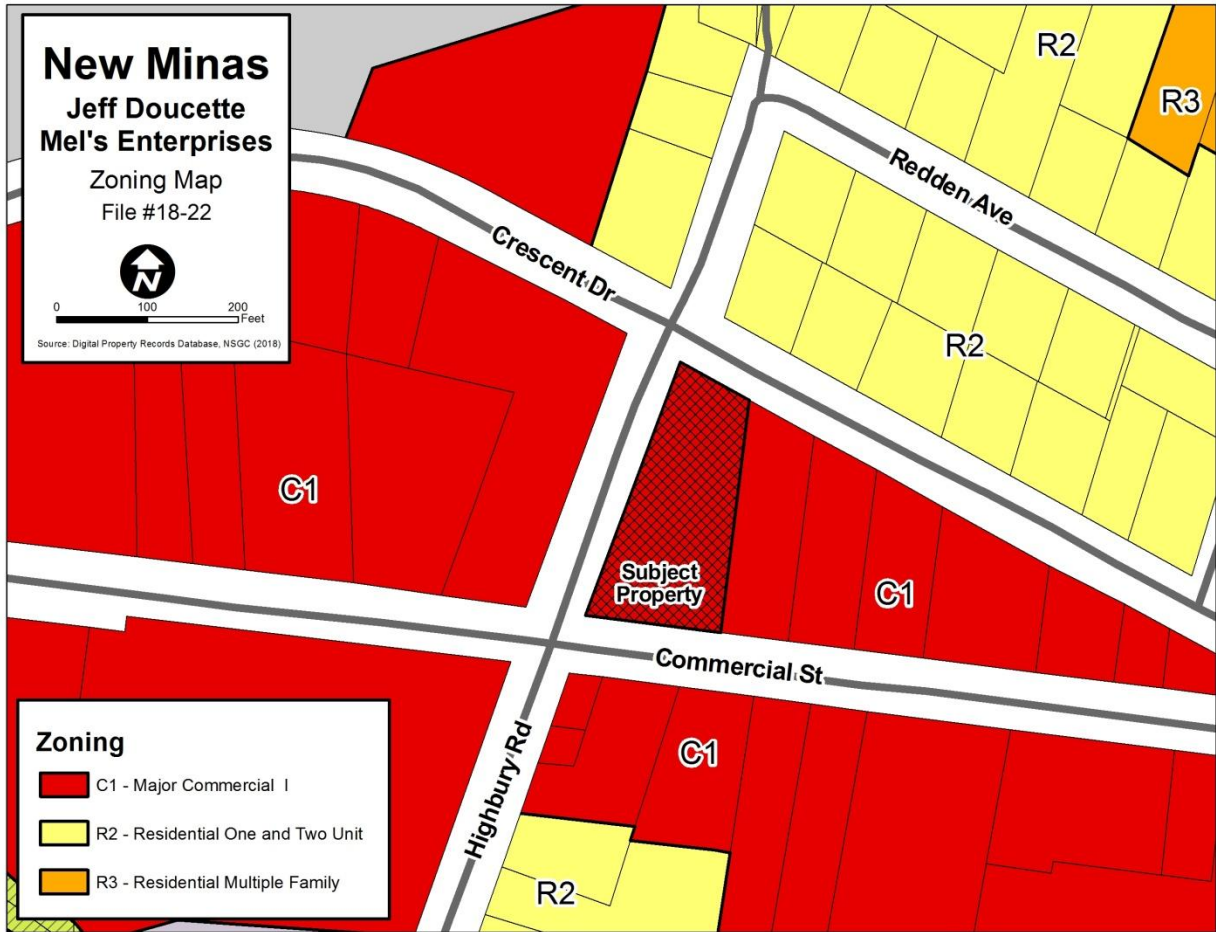 New Minas
Jeff Doucette
Mel's Enterprises
Zoning Map
File #18-22
N
0 100 200
Feet
Source: Digital Property Records Database, NSGC (2018)
R2
R3
Redden Ave
Crescent Dr
R2
C1
Subject
Property
C1
Commercial St
Highbury Rd
C1
R2
Zoning
C1 - Major Commercial I
R2 - Residential One and Two Unit
R3 - Residential Multiple Family